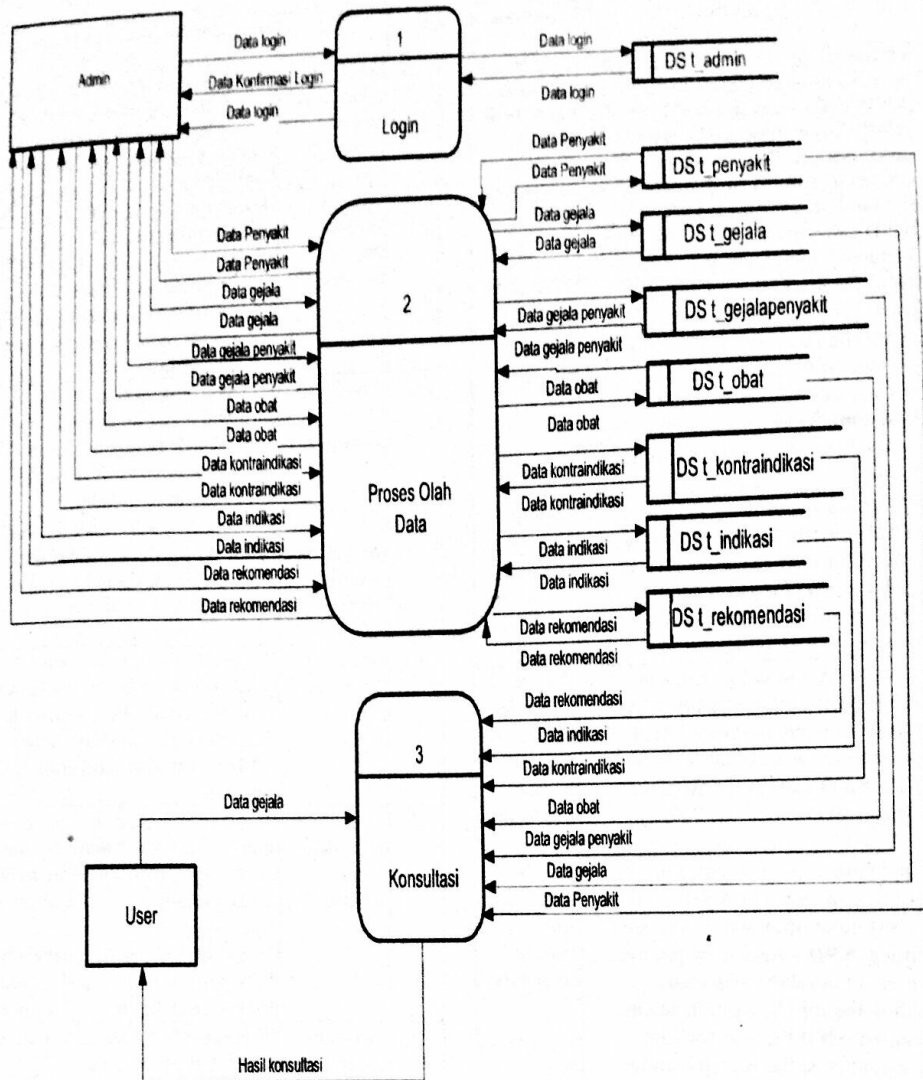 Admin
Data login
Data Konfirmasi Login
Data login
1
Login
Data login
Data login
DS t_admin
Data Penyakit
Data Penyakit
Data gejala
Data gejala
Data gejala penyakit
Data gejala penyakit
Data obat
Data obat
Data kontraindikasi
Data kontraindikasi
Data indikasi
Data indikasi
Data rekomendasi
Data rekomendasi
2
Proses Olah
Data
Data Penyakit
Data Penyakit
Data gejala
Data gejala
Data gejala penyakit
Data gejala penyakit
Data obat
Data obat
Data kontraindikasi
Data kontraindikasi
Data indikasi
Data indikasi
Data rekomendasi
Data rekomendasi
DS t_penyakit
DS t_gejala
DS t_gejalapenyakit
DS t_obat
DS t_kontraindikasi
DS t_indikasi
DS t_rekomendasi
3
Konsultasi
Data rekomendasi
Data indikasi
Data kontraindikasi
Data obat
Data gejala penyakit
Data gejala
Data Penyakit
Data gejala
User
Hasil konsultasi